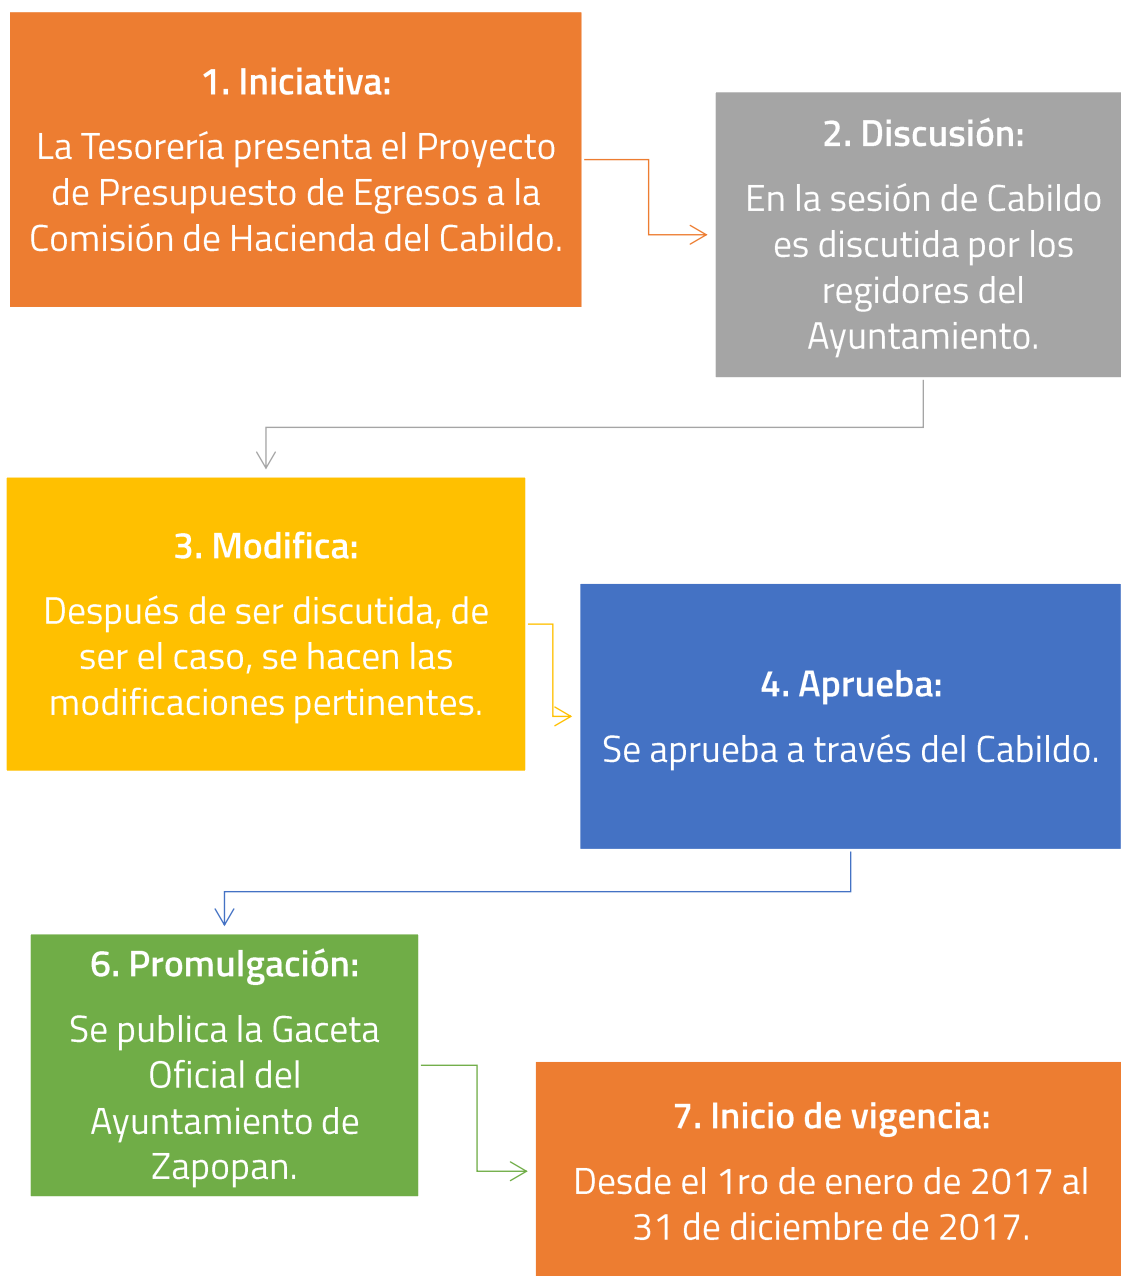 1. Iniciativa:
La Tesorería presenta el Proyecto
de Presupuesto de Egresos a la
Comisión de Hacienda del Cabildo.
2. Discusión:
En la sesión de Cabildo
es discutida por los
regidores del
Ayuntamiento.
3. Modifica:
Después de ser discutida, de
ser el caso, se hacen las
modificaciones pertinentes.
4. Aprueba:
Se aprueba a través del Cabildo.
6. Promulgación:
Se publica la Gaceta
Oficial del
Ayuntamiento de
Zapopan.
7. Inicio de vigencia:
Desde el 1ro de enero de 2017 al
31 de diciembre de 2017.